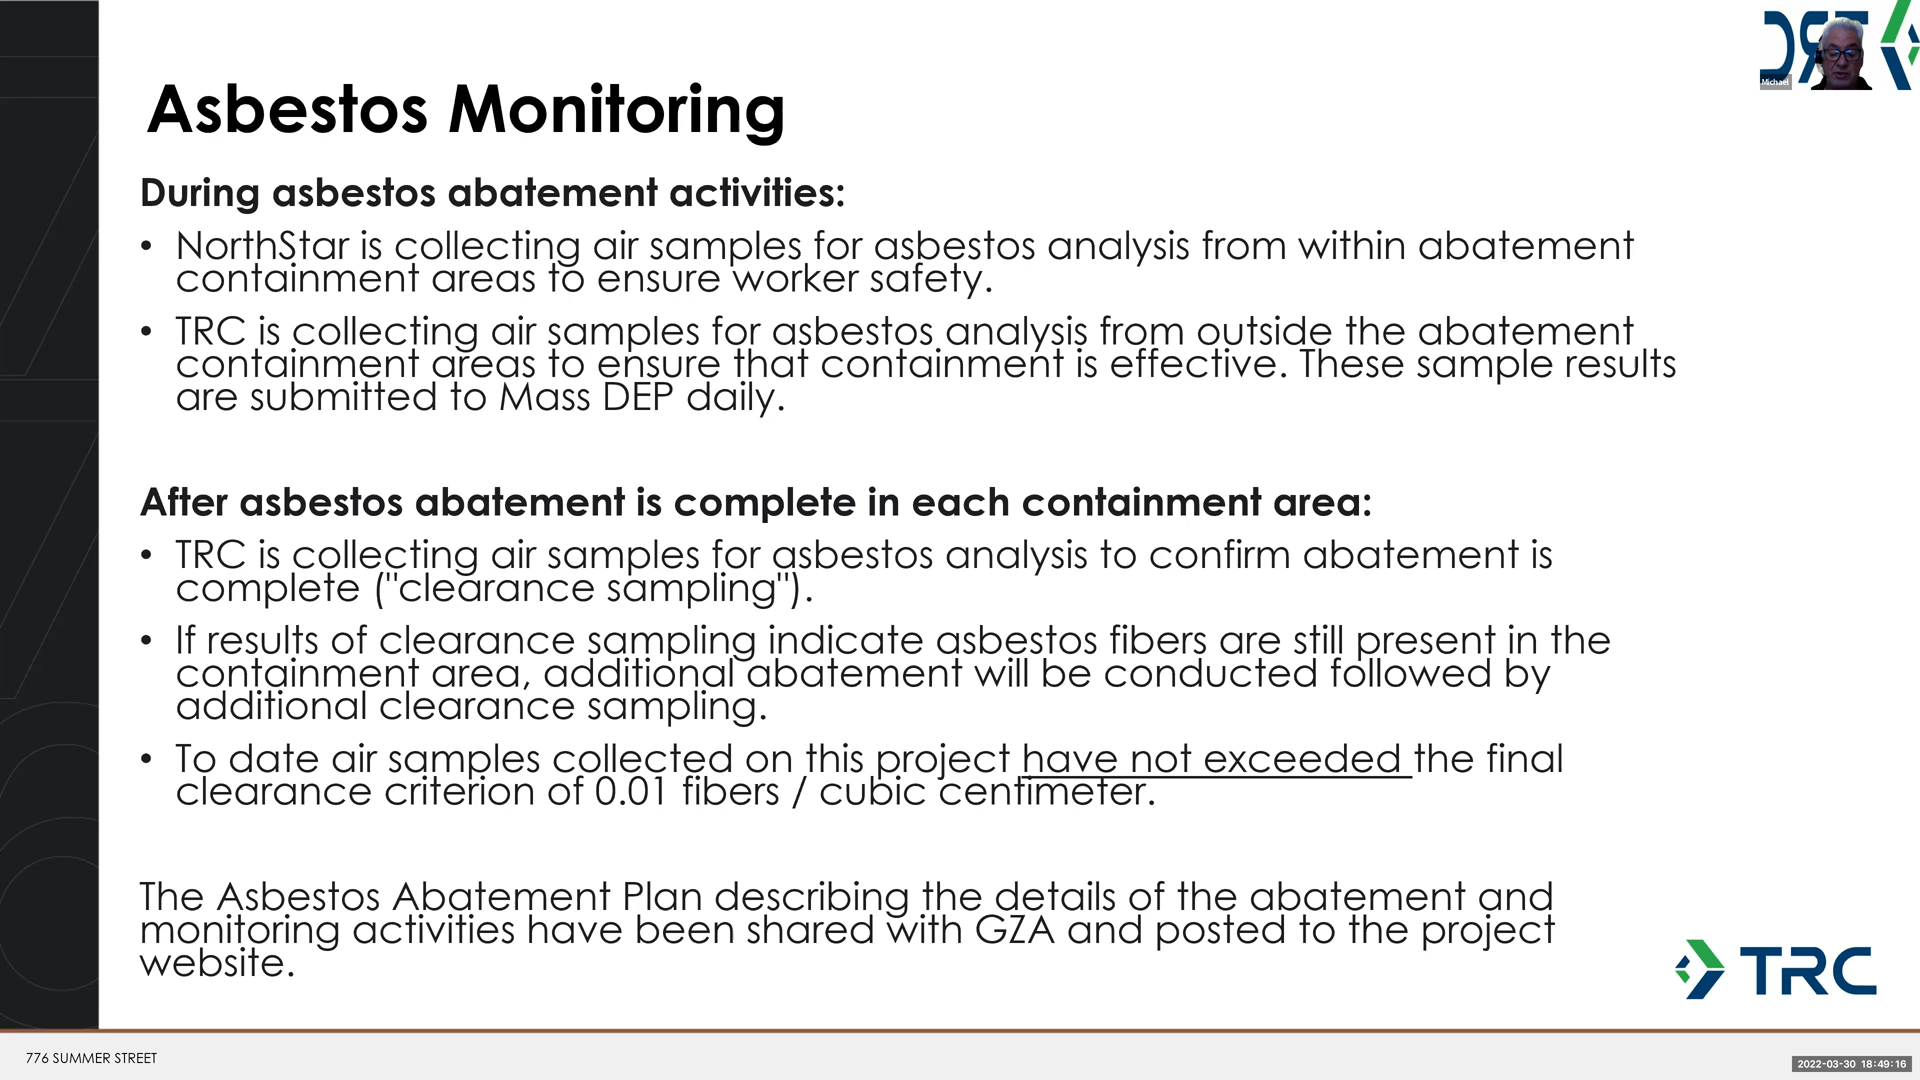 Asbestos Monitoring
During asbestos abatement activities:
• NorthStar is collecting air samples for asbestos analysis from within abatement
containment areas to ensure worker safety.
• TRC is collecting air samples for asbestos analysis from outside the abatement
containment areas to ensure that containment is effective. These sample results
are submitted to Mass DEP daily.
After asbestos abatement is complete in each containment area:
• TRC is collecting air samples for asbestos analysis to confirm abatement is
complete ("clearance sampling").
• If results of clearance sampling indicate asbestos fibers are still present in the
containment area, additional abatement will be conducted followed by
additional clearance sampling.
• To date air samples collected on this project have not exceeded the final
clearance criterion of 0.01 fibers / cubic centimeter.
The Asbestos Abatement Plan describing the details of the abatement and
monitoring activities have been shared with GZA and posted to the project
website.
TRC
776 SUMMER STREET
Michael
2022-03-30 18:49:16